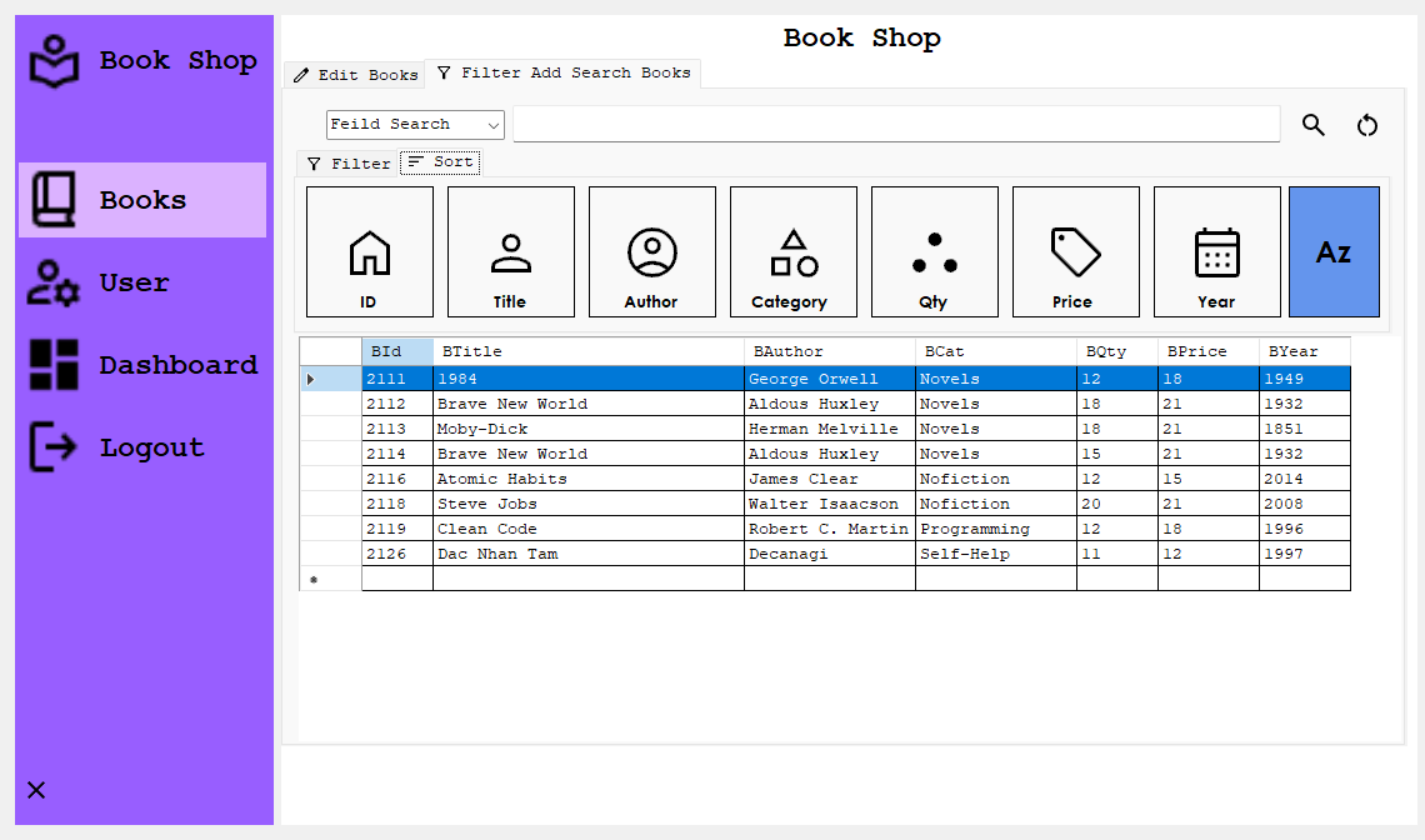 Book Shop
Book Shop
Books
User
Dashboard
Logout
Edit Books
Filter Add Search Books
Feild Search
Filter
Sort
ID
Title
Author
Category
Qty
Price
Year
Az
BId BTitle BAuthor BCat BQty BPrice BYear
2111 1984 George Orwell Novels 12 18 1949
2112 Brave New World Aldous Huxley Novels 18 21 1932
2113 Moby-Dick Herman Melville Novels 18 21 1851
2114 Brave New World Aldous Huxley Novels 15 21 1932
2116 Atomic Habits James Clear Nofiction 12 15 2014
2118 Steve Jobs Walter Isaacson Nofiction 20 21 2008
2119 Clean Code Robert C. Martin Programming 12 18 1996
2126 Dac Nhan Tam Decanagi Self-Help 11 12 1997